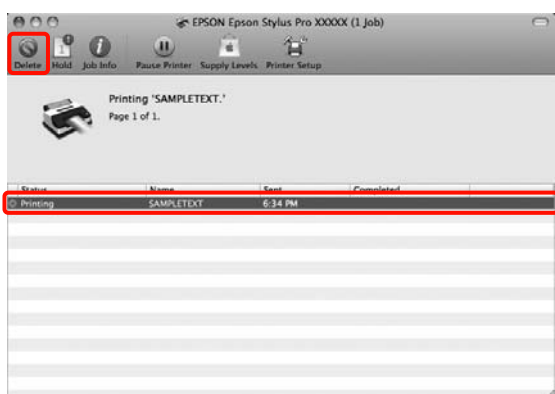 EPSON Epson Stylus Pro XXXXX (1 Job)
Delete Hold Job Info Pause Printer Supply Levels Printer Setup
Printing 'SAMPLETEXT.'
Page 1 of 1.
Status Name Sent Completed
Printing SAMPLETEXT 6:34 PM